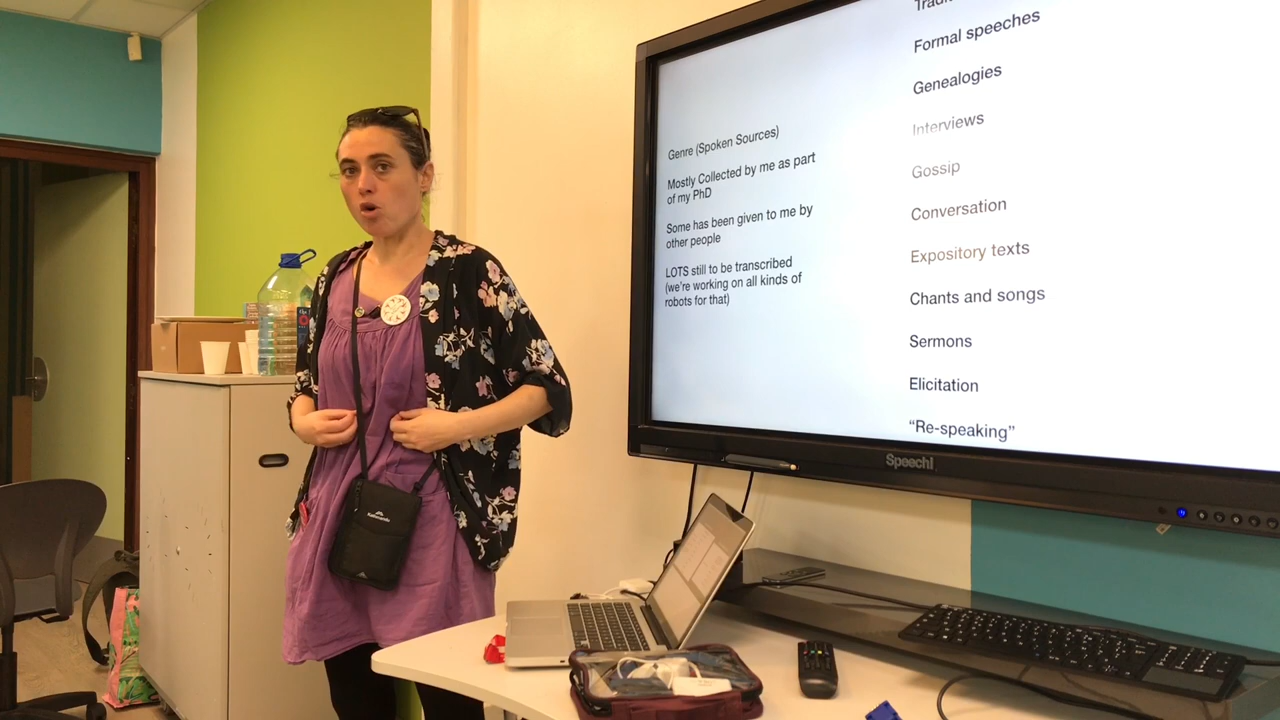 Genre (Spoken Sources)
Mostly Collected by me as part
of my PhD
Some has been given to me by
other people
LOTS still to be transcribed
(we're working on all kinds of
robots for that)
Formal speeches
Genealogies
Interviews
Gossip
Conversation
Expository texts
Chants and songs
Sermons
Elicitation
“Re-speaking”
Speechi
Kathmandu